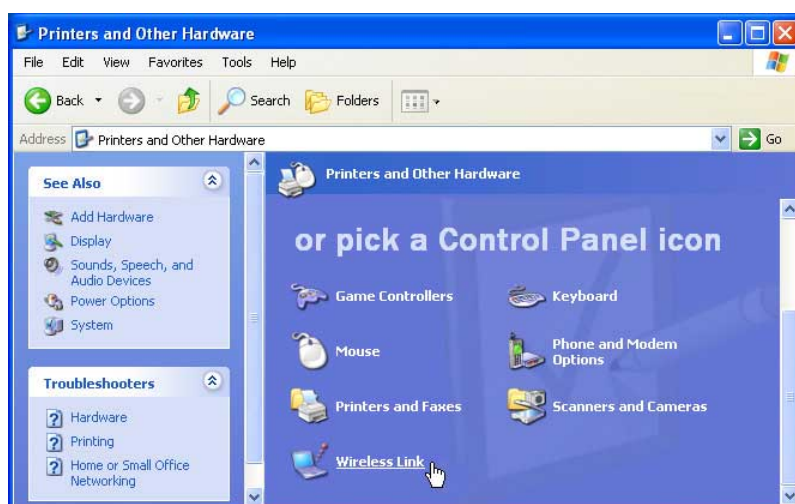 Printers and Other Hardware
File Edit View Favorites Tools Help
Back Search Folders
Address Printers and Other Hardware Go
See Also
Add Hardware
Display
Sounds, Speech, and
Audio Devices
Power Options
System
Troubleshooters
Hardware
Printing
Home or Small Office
Networking
Printers and Other Hardware
or pick a Control Panel icon
Game Controllers
Keyboard
Mouse
Phone and Modem
Options
Printers and Faxes
Scanners and Cameras
Wireless Link